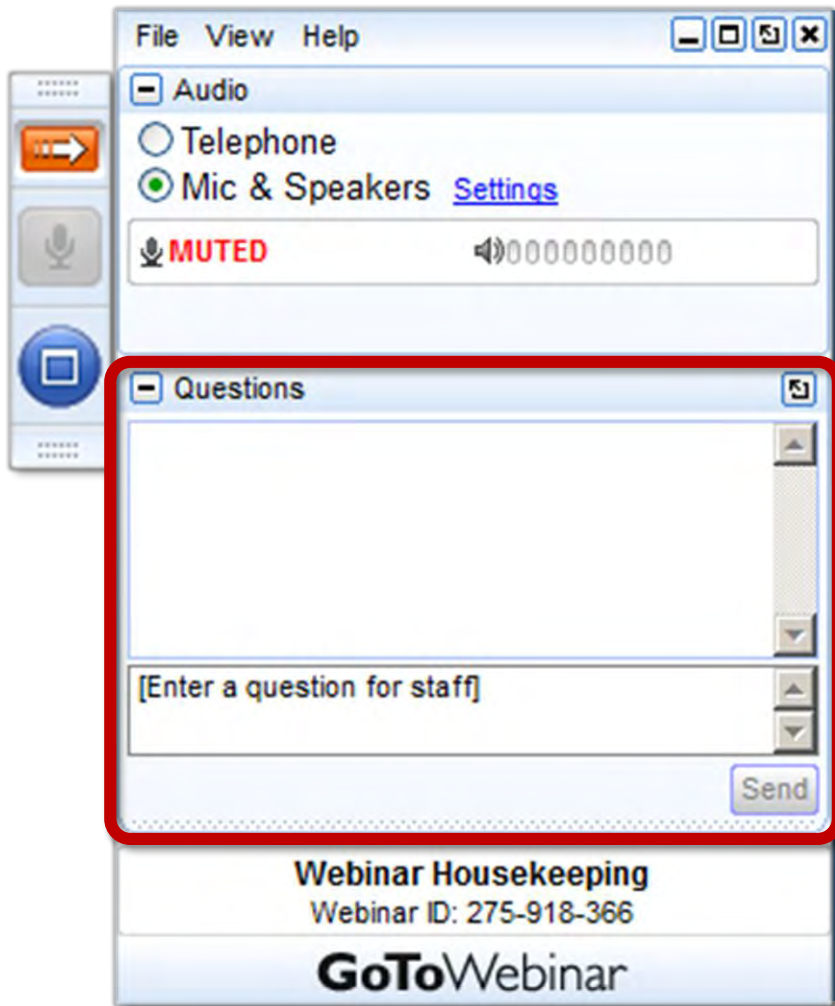 File View Help
Audio
Telephone
Mic & Speakers Settings
MUTED
Questions
[Enter a question for staff]
Send
Webinar Housekeeping
Webinar ID: 275-918-366
GoToWebinar